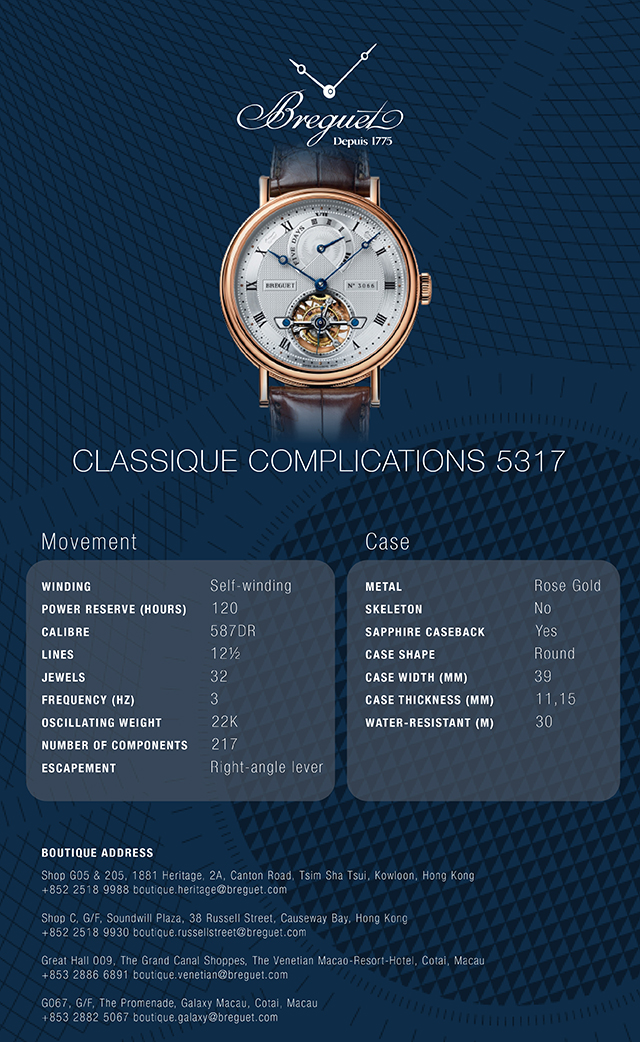 Breguet
Depuis 1775
FIVE DAYS
BREGUET
Nº 3086
CLASSIQUE COMPLICATIONS 5317
Movement
WINDING Self-winding
POWER RESERVE (HOURS) 120
CALIBRE 587DR
LINES 12½
JEWELS 32
FREQUENCY (HZ) 3
OSCILLATING WEIGHT 22K
NUMBER OF COMPONENTS 217
ESCAPEMENT Right-angle lever
Case
METAL Rose Gold
SKELETON No
SAPPHIRE CASEBACK Yes
CASE SHAPE Round
CASE WIDTH (MM) 39
CASE THICKNESS (MM) 11,15
WATER-RESISTANT (M) 30
BOUTIQUE ADDRESS
Shop G05 & 205, 1881 Heritage, 2A, Canton Road, Tsim Sha Tsui, Kowloon, Hong Kong
+852 2518 9988 boutique.heritage@breguet.com
Shop C, G/F, Soundwill Plaza, 38 Russell Street, Causeway Bay, Hong Kong
+852 2518 9930 boutique.russellstreet@breguet.com
Great Hall 009, The Grand Canal Shoppes, The Venetian Macao-Resort-Hotel, Cotai, Macau
+853 2886 6891 boutique.venetian@breguet.com
G067, G/F, The Promenade, Galaxy Macau, Cotai, Macau
+853 2882 5067 boutique.galaxy@breguet.com